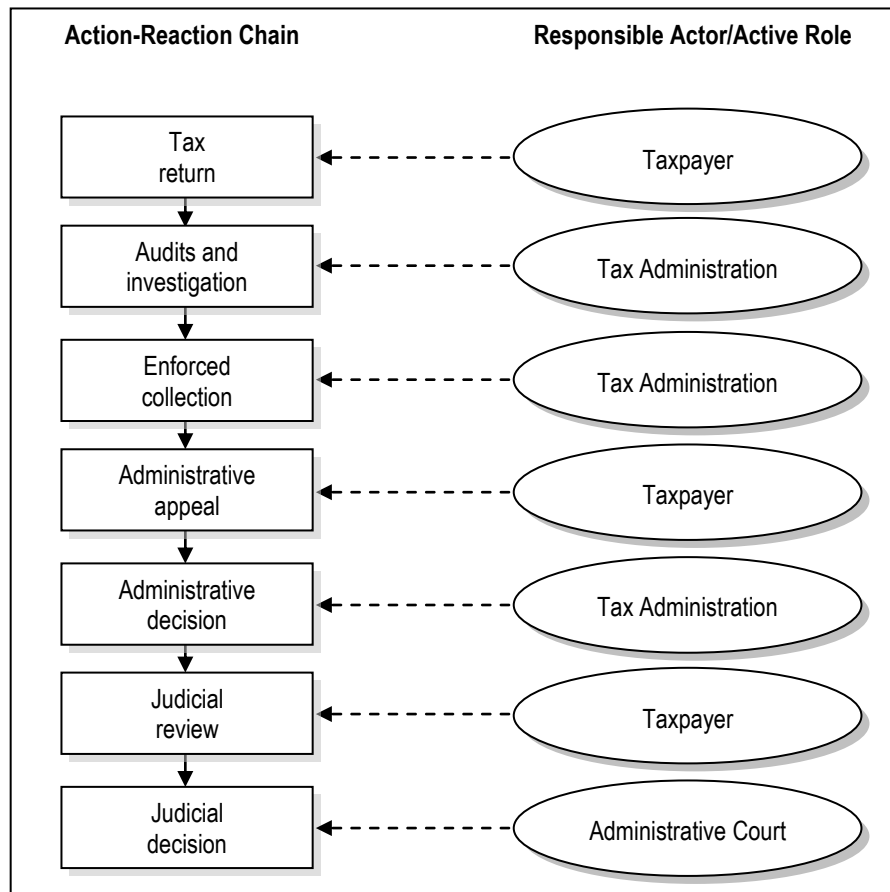 Action-Reaction Chain
Responsible Actor/Active Role
Tax
return
Taxpayer
Audits and
investigation
Tax Administration
Enforced
collection
Tax Administration
Administrative
appeal
Taxpayer
Administrative
decision
Tax Administration
Judicial
review
Taxpayer
Judicial
decision
Administrative Court